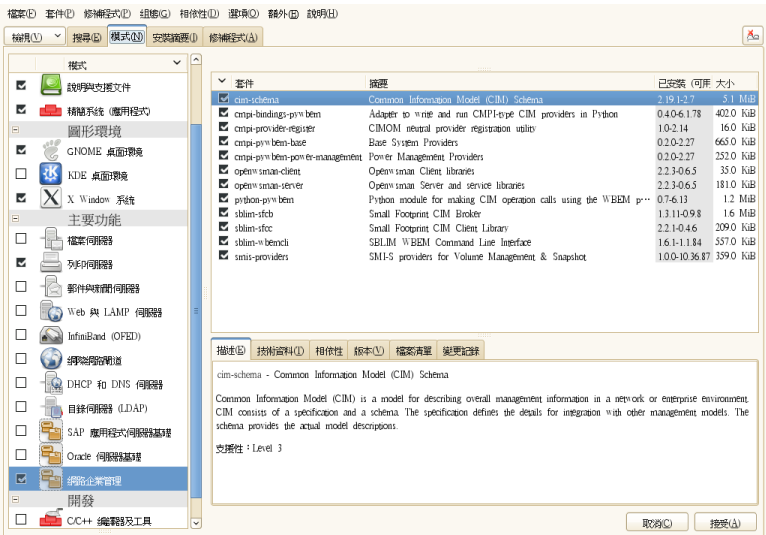 檔案(F) 套件(P) 修補程式(P) 組態(G) 相依性(D) 選項(O) 額外(E) 說明(H)
檢視(V) 搜尋(E) 模式(N) 安裝摘要(I) 修補程式(A)
模式
說明與支援文件
精簡系統 (應用程式)
圖形環境
GNOME 桌面環境
KDE 桌面環境
X Window 系統
主要功能
檔案伺服器
列印伺服器
郵件與新聞伺服器
Web 與 LAMP 伺服器
InfiniBand (OFED)
網際網路閘道
DHCP 和 DNS 伺服器
目錄伺服器 (LDAP)
SAP 應用程式伺服器基礎
Oracle 伺服器基礎
網路企業管理
開發
C/C++ 編譯器及工具
套件 摘要 已安裝 (可用 大小
cim-schema Common Information Model (CIM) Schema 2.19.1-2.7 5.1 MiB
cmpi-bindings-pywbem Adapter to write and run CMPI-type CIM providers in Python 0.4.0-6.1.78 402.0 KiB
cmpi-provider-register CIMOM neutral provider registration utility 1.0-2.14 16.0 KiB
cmpi-pywbem-base Base System Providers 0.2.0-2.27 665.0 KiB
cmpi-pywbem-power-management Power Management Providers 0.2.0-2.27 252.0 KiB
openwsman-client Openwsman Client libraries 2.2.3-0.6.5 35.0 KiB
openwsman-server Openwsman Server and service libraries 2.2.3-0.6.5 181.0 KiB
python-pywbem Python module for making CIM operation calls using the WBEM p··· 0.7-6.13 1.2 MiB
sblim-sfcb Small Footprint CIM Broker 1.3.11-0.9.8 1.6 MiB
sblim-sfcc Small Footprint CIM Client Library 2.2.1-0.4.6 209.0 KiB
sblim-wbemcli SBLIM WBEM Command Line Interface 1.6.1-1.1.84 557.0 KiB
smis-providers SMI-S providers for Volume Management & Snapshot 1.0.0-10.36.87 359.0 KiB
描述(E) 技術資料(T) 相依性 版本(V) 檔案清單 變更記錄
cim-schema - Common Information Model (CIM) Schema
Common Information Model (CIM) is a model for describing overall management information in a network or enterprise environment.
CIM consists of a specification and a schema. The specification defines the details for integration with other management models. The
schema provides the actual model descriptions.
支援性：Level 3
取消(C) 接受(A)